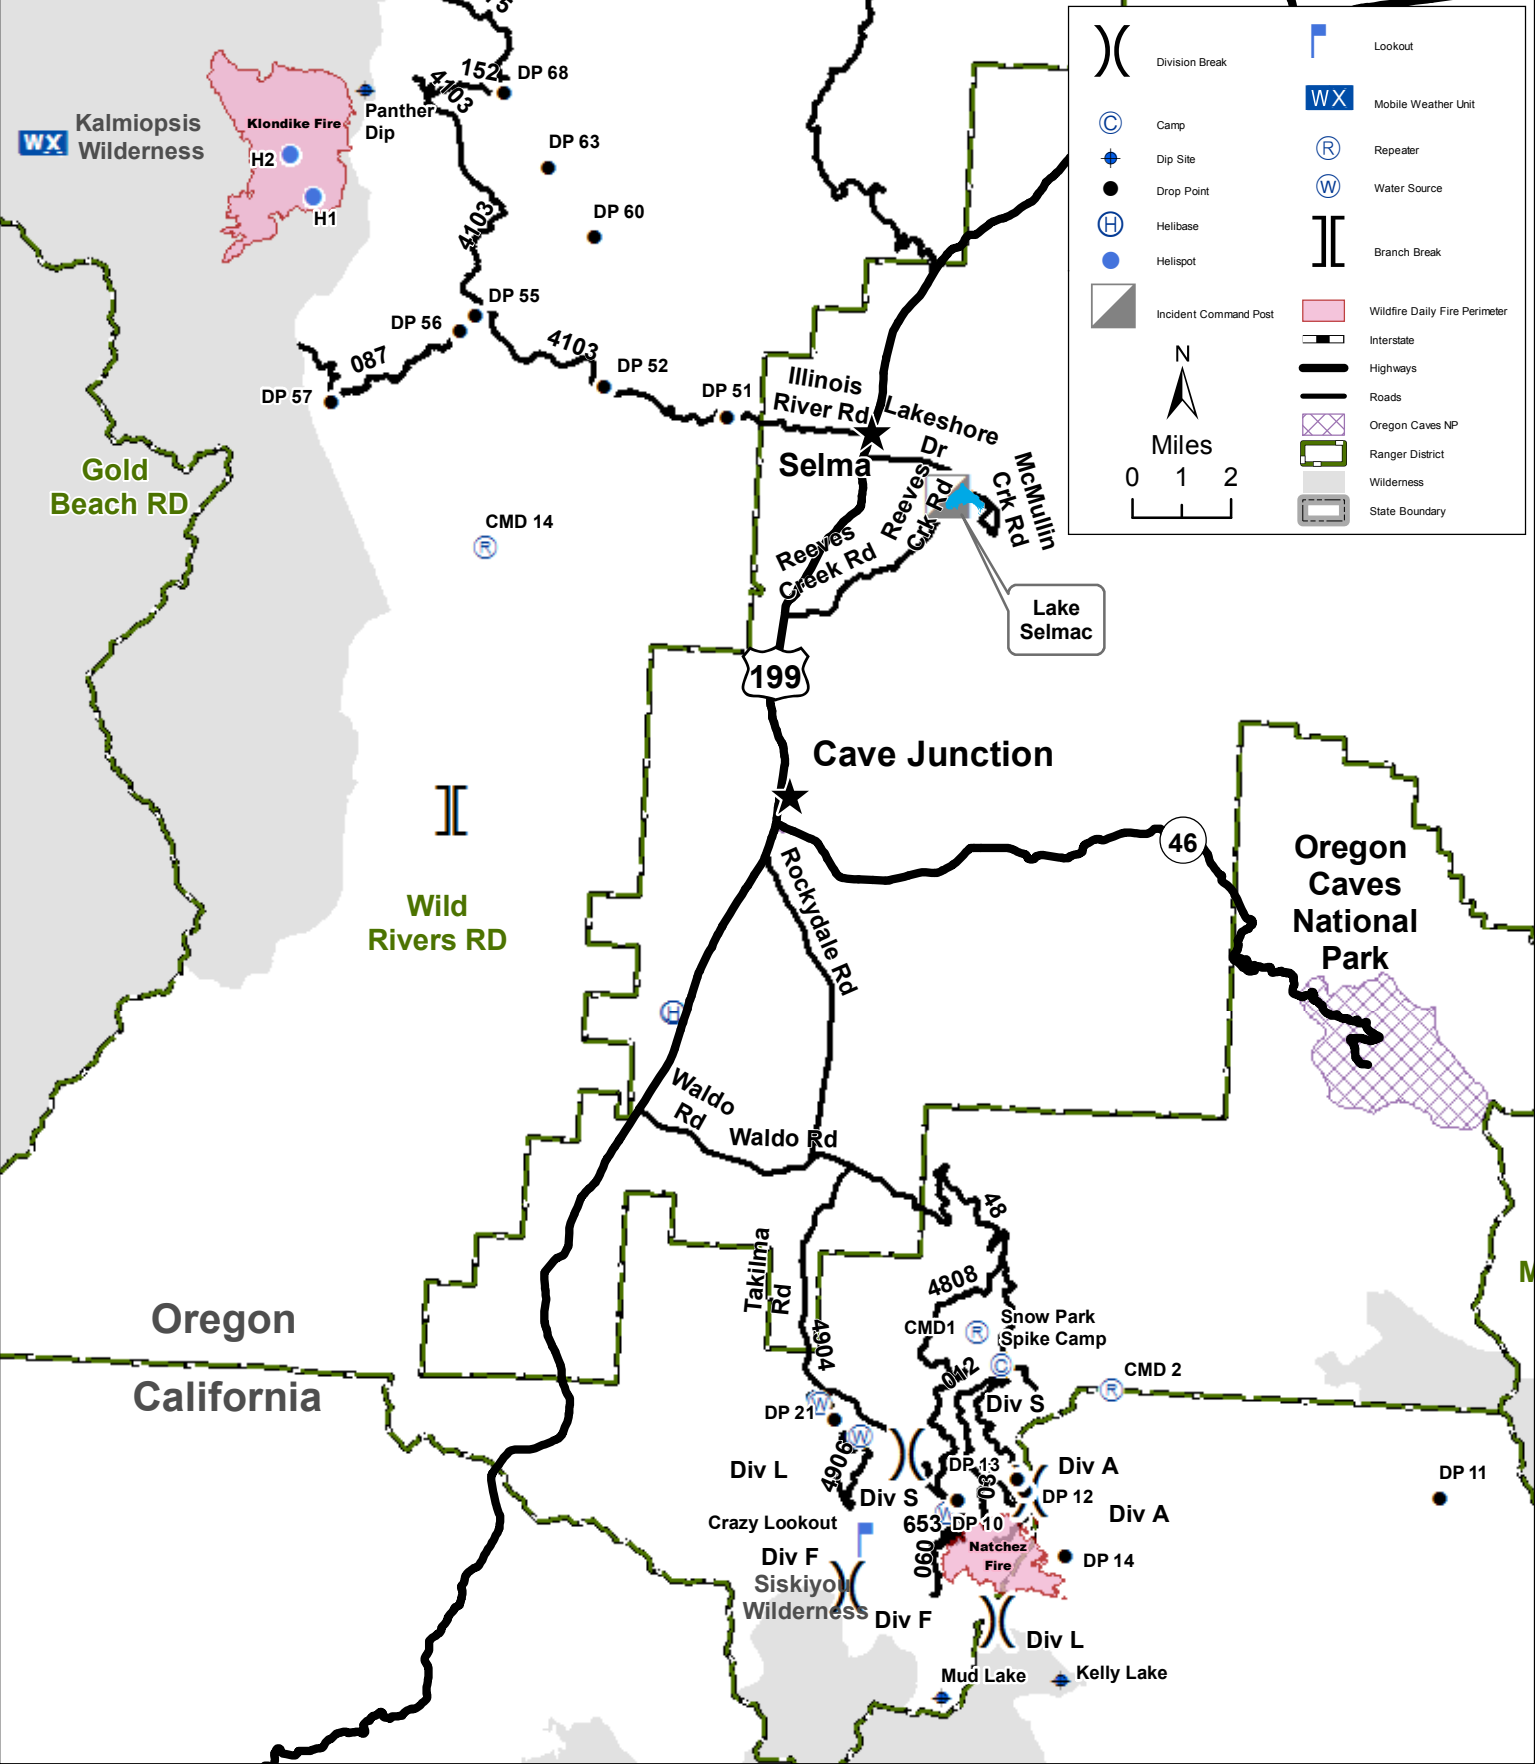 152
4103
DP 68
Panther
Dip
Kalmiopsis
Wilderness
WX
Klondike Fire
H2
H1
DP 63
DP 60
4103
DP 55
DP 56
087
DP 57
4103
DP 52
DP 51
Illinois
River Rd
Lakeshore
Dr
Selma
McMullin
Crk Rd
Reeves
Crk Rd
Reeves
Creek Rd
Lake
Selmac
Gold
Beach RD
CMD 14
R
199
Cave Junction
46
Oregon
Caves
National
Park
Wild
Rivers RD
Rockydale Rd
H
Waldo
Rd
Waldo Rd
48
Takilma
Rd
4808
4904
Oregon
California
CMD1
R
Snow Park
Spike Camp
C
012
Div S
CMD 2
R
DP 21
W
W
4906
Div L
Div S
DP 13
03
Div A
DP 12
Div A
DP 11
Crazy Lookout
653
W
DP 10
060
Natchez
Fire
DP 14
Div F
Siskiyou
Wilderness
Div F
Div L
Mud Lake
Kelly Lake
M
Division Break
C
Camp
Dip Site
Drop Point
H
Helibase
Helispot
Incident Command Post
N
Miles
0 1 2
Lookout
WX
Mobile Weather Unit
R
Repeater
W
Water Source
Branch Break
Wildfire Daily Fire Perimeter
Interstate
Highways
Roads
Oregon Caves NP
Ranger District
Wilderness
State Boundary